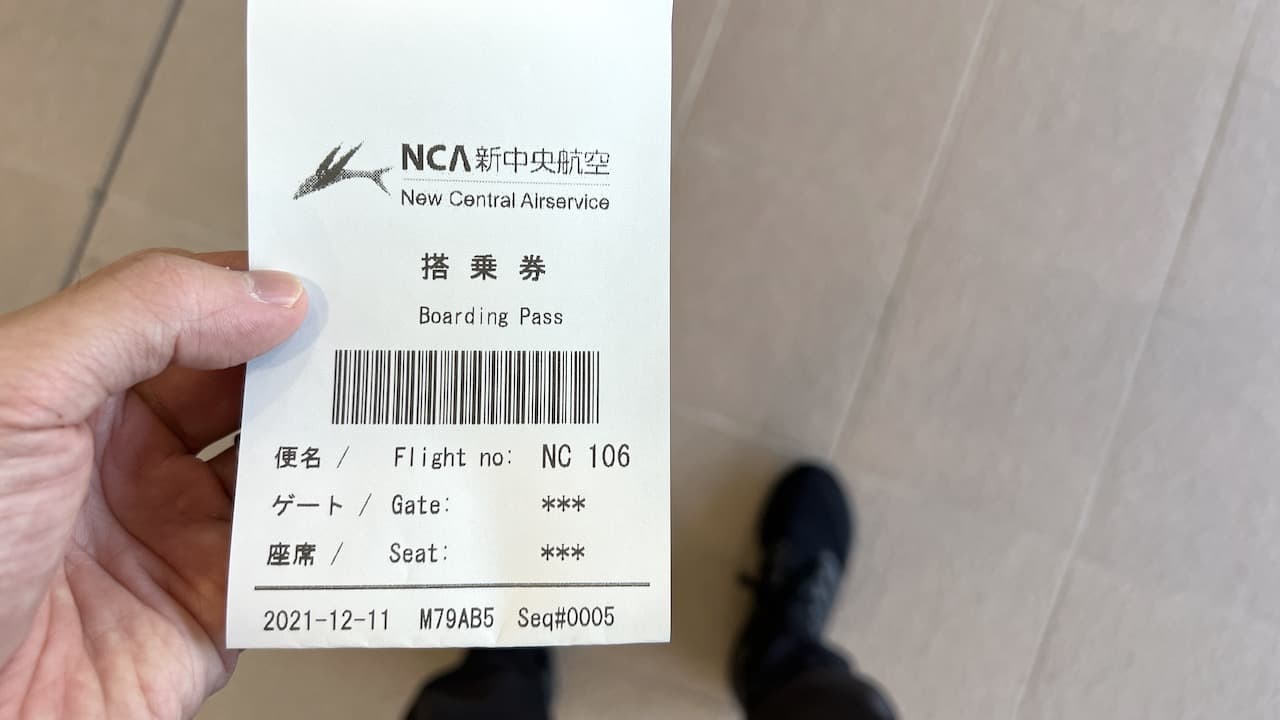 NCA 新中央航空
New Central Airservice
搭乗券
Boarding Pass
便名 / Flight no: NC 106
ゲート / Gate: ***
座席 / Seat: ***
2021-12-11 M79AB5 Seq#0005